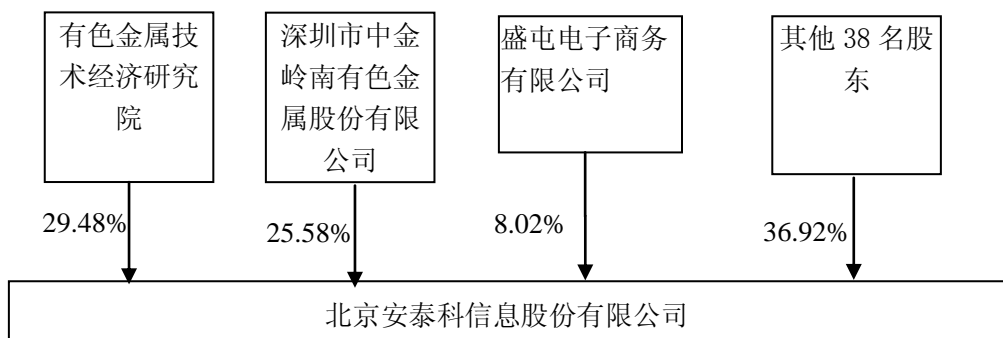 有色金属技
术经济研究
院
深圳市中金
岭南有色金
属股份有限
公司
盛屯电子商务
有限公司
其他 38 名股
东
29.48%
25.58%
8.02%
36.92%
北京安泰科信息股份有限公司